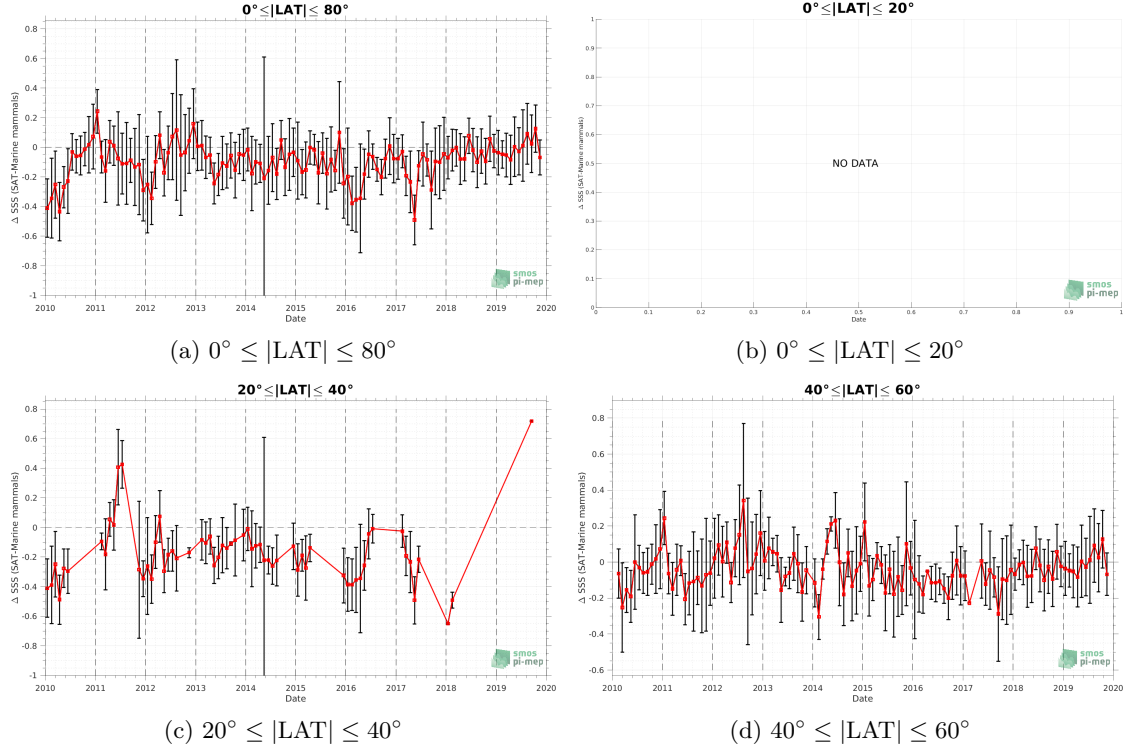 0°≤|LAT|≤ 80°
Δ SSS (SAT-Marine mammals)
0.8
0.6
0.4
0.2
0
-0.2
-0.4
-0.6
-0.8
-1
2010 2011 2012 2013 2014 2015 2016 2017 2018 2019 2020
Date
smos
pi-mep
(a) 0° ≤ |LAT| ≤ 80°
0°≤|LAT|≤ 20°
Δ SSS (SAT-Marine mammals)
1
0.9
0.8
0.7
0.6
0.5
0.4
0.3
0.2
0.1
0
NO DATA
0 0.1 0.2 0.3 0.4 0.5 0.6 0.7 0.8 0.9 1
Date
smos
pi-mep
(b) 0° ≤ |LAT| ≤ 20°
20°≤|LAT|≤ 40°
Δ SSS (SAT-Marine mammals)
0.8
0.6
0.4
0.2
0
-0.2
-0.4
-0.6
-0.8
-1
2010 2011 2012 2013 2014 2015 2016 2017 2018 2019 2020
Date
smos
pi-mep
(c) 20° ≤ |LAT| ≤ 40°
40°≤|LAT|≤ 60°
Δ SSS (SAT-Marine mammals)
0.8
0.6
0.4
0.2
0
-0.2
-0.4
-0.6
2010 2011 2012 2013 2014 2015 2016 2017 2018 2019 2020
Date
smos
pi-mep
(d) 40° ≤ |LAT| ≤ 60°